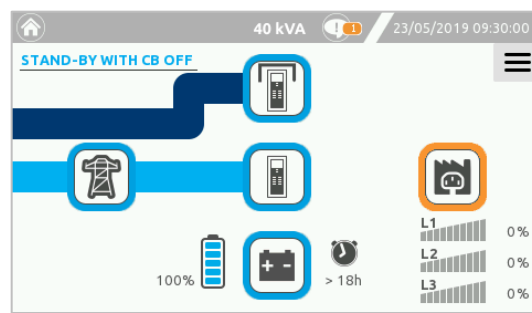 40 kVA ! 1 23/05/2019 09:30:00
STAND-BY WITH CB OFF
L1 0%
L2 0%
100% + - > 18h
L3 0%